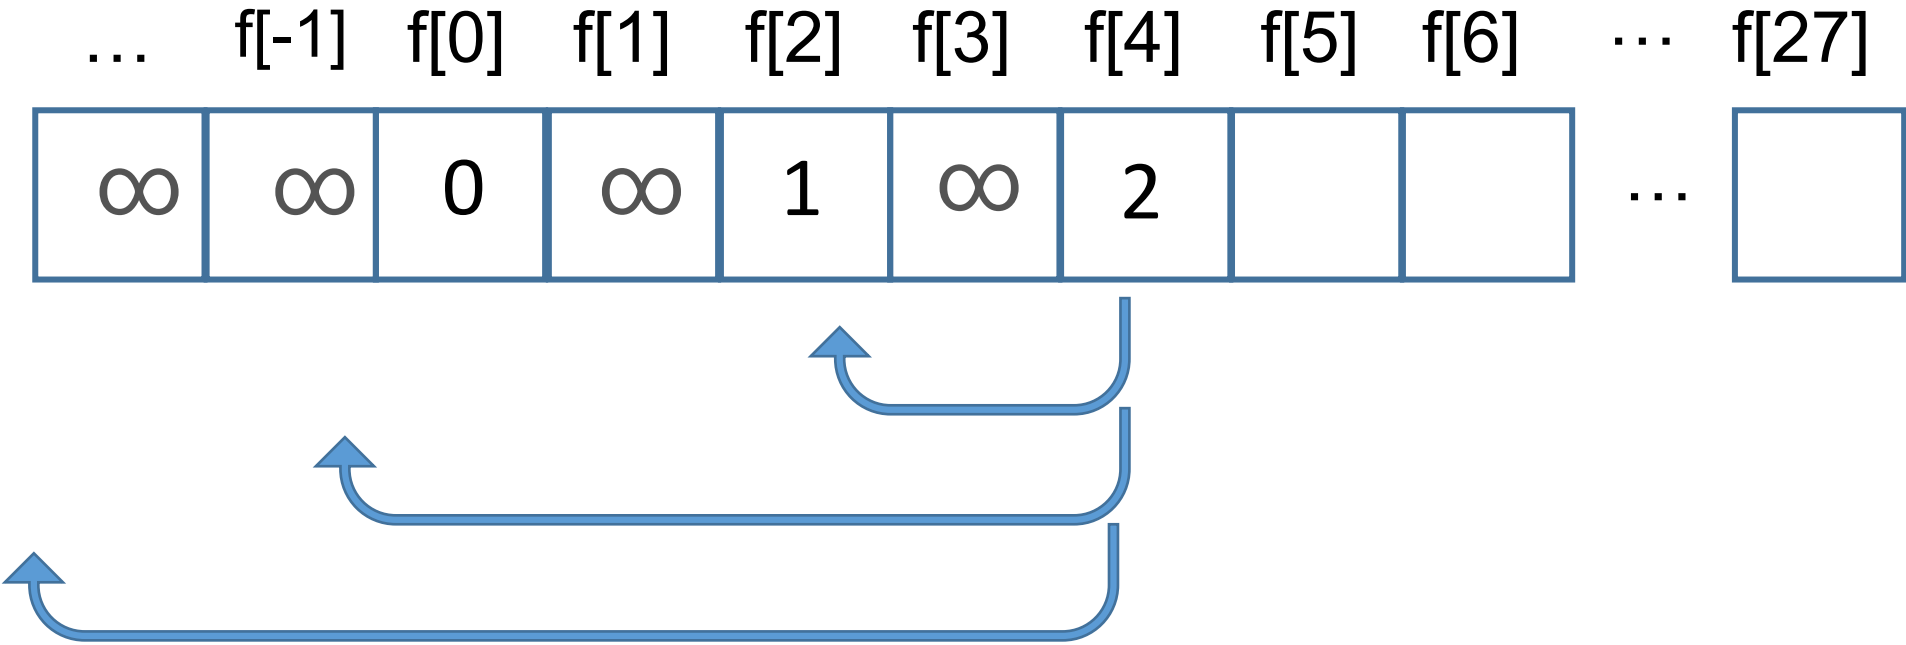 … f[-1] f[0] f[1] f[2] f[3] f[4] f[5] f[6] … f[27]
∞ ∞ 0 ∞ 1 ∞ 2 …